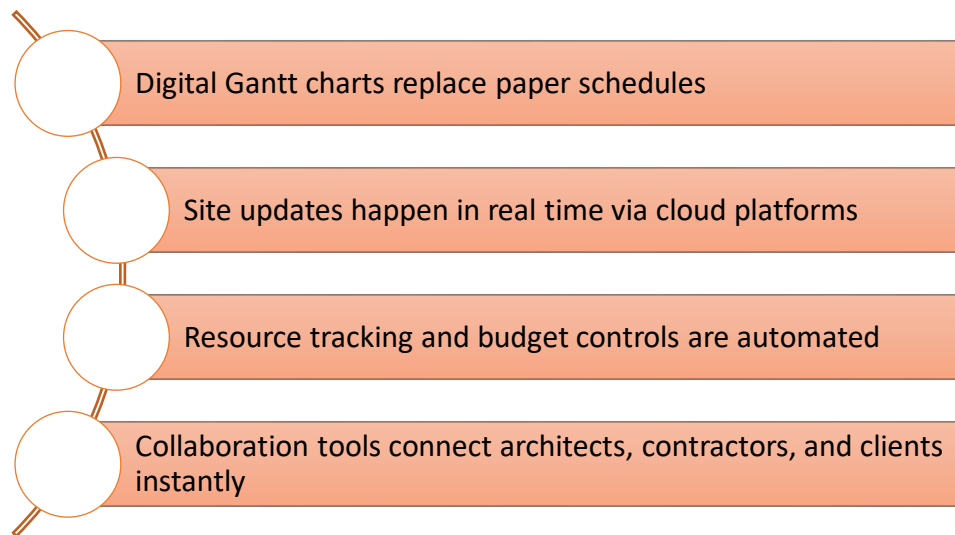 Digital Gantt charts replace paper schedules
Site updates happen in real time via cloud platforms
Resource tracking and budget controls are automated
Collaboration tools connect architects, contractors, and clients
instantly